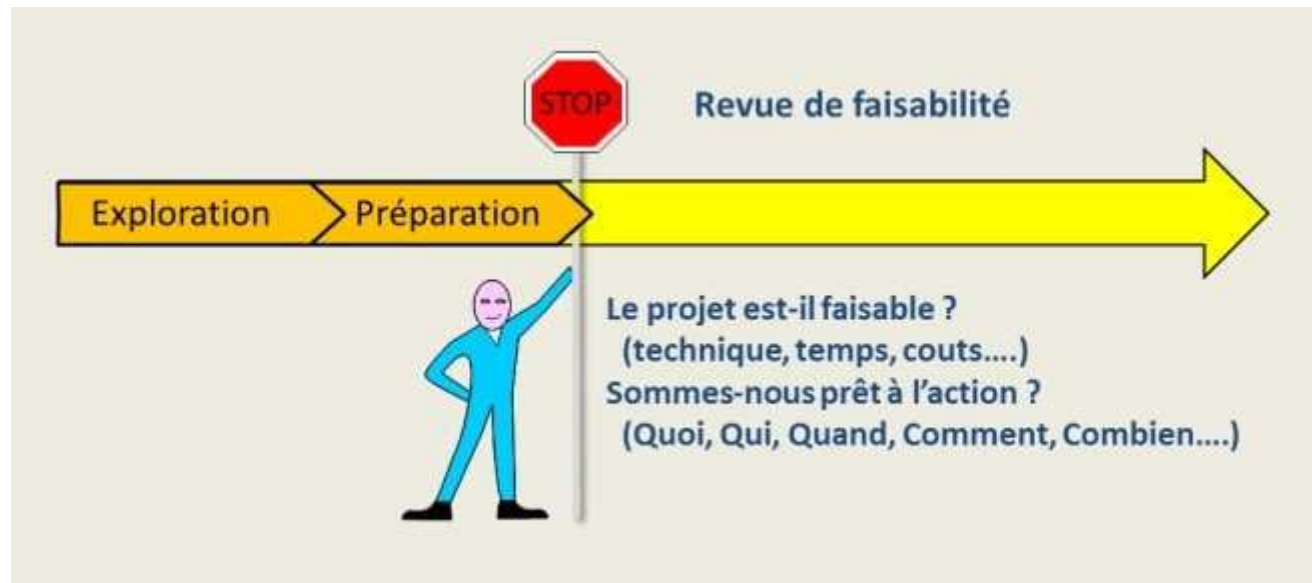 STOP
Revue de faisabilité
Exploration
Préparation
Le projet est-il faisable ?
(technique, temps, couts....)
Sommes-nous prêt à l’action ?
(Quoi, Qui, Quand, Comment, Combien....)